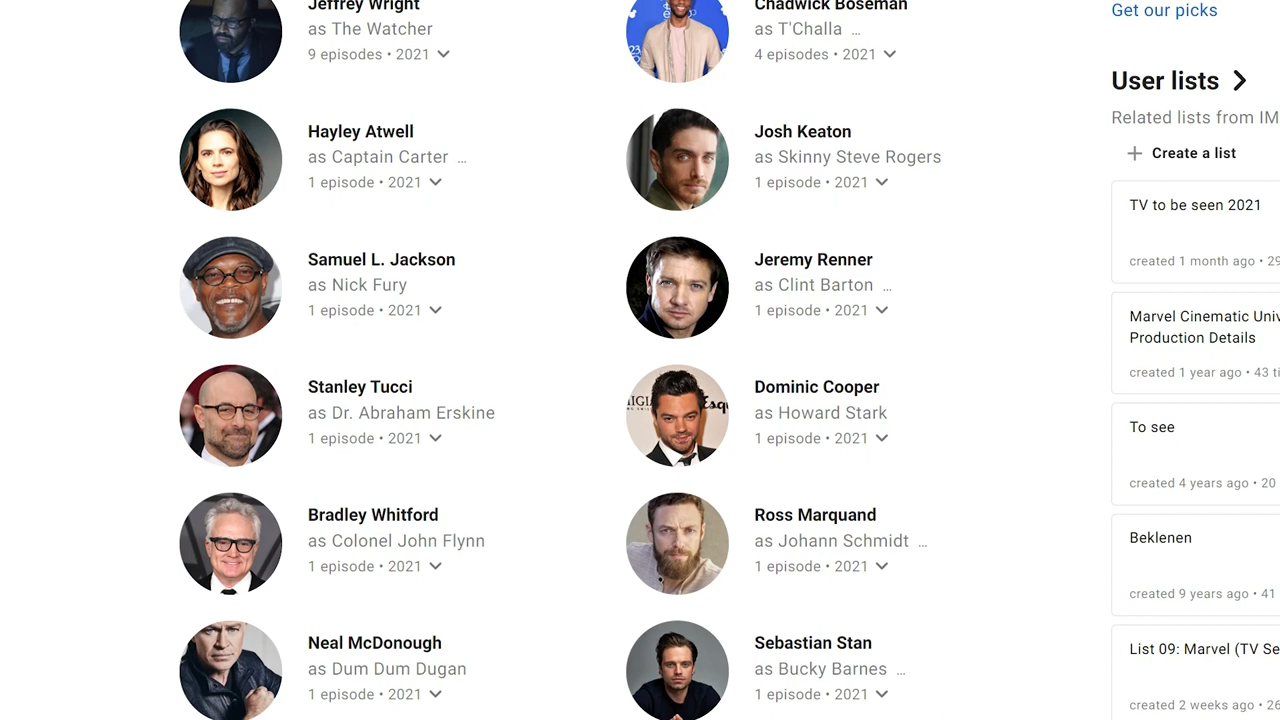 Jeffrey Wright
as The Watcher
9 episodes • 2021
Chadwick Boseman
as T'Challa ...
4 episodes • 2021
Hayley Atwell
as Captain Carter ...
1 episode • 2021
Josh Keaton
as Skinny Steve Rogers
1 episode • 2021
Samuel L. Jackson
as Nick Fury
1 episode • 2021
Jeremy Renner
as Clint Barton ...
1 episode • 2021
Stanley Tucci
as Dr. Abraham Erskine
1 episode • 2021
Dominic Cooper
as Howard Stark
1 episode • 2021
Bradley Whitford
as Colonel John Flynn
1 episode • 2021
Ross Marquand
as Johann Schmidt ...
1 episode • 2021
Neal McDonough
as Dum Dum Dugan
1 episode • 2021
Sebastian Stan
as Bucky Barnes ...
1 episode • 2021
Get our picks
User lists
Related lists from IM
+ Create a list
TV to be seen 2021
created 1 month ago • 29
Marvel Cinematic Univ
Production Details
created 1 year ago • 43 ti
To see
created 4 years ago • 20
Beklenen
created 9 years ago • 41
List 09: Marvel (TV Se
created 2 weeks ago • 26